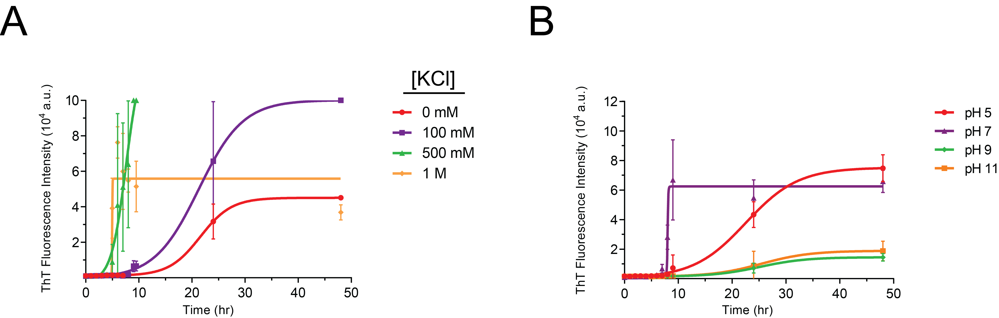 A
ThT Fluorescence Intensity (10⁴ a.u.)
10
8
6
4
2
0 10 20 30 40 50
Time (hr)
[KCl]
0 mM
100 mM
500 mM
1 M
B
ThT Fluorescence Intensity (10⁴ a.u.)
12
10
8
6
4
2
0 10 20 30 40 50
Time (hr)
pH 5
pH 7
pH 9
pH 11